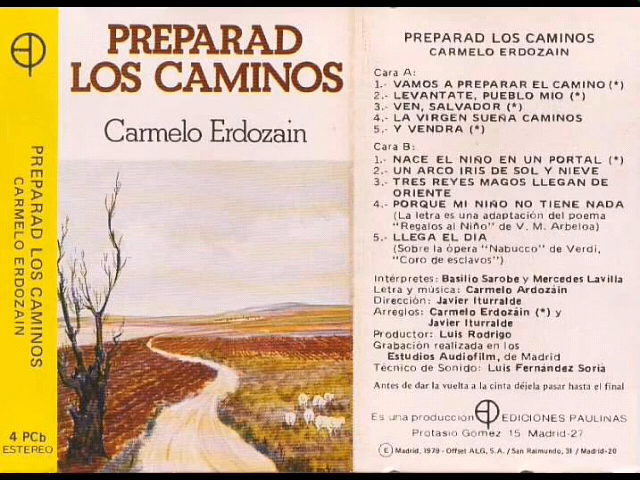 PREPARAD LOS CAMINOS
CARMELO ERDOZAIN
4 PCb
ESTEREO
PREPARAD
LOS CAMINOS
Carmelo Erdozain
PREPARAD LOS CAMINOS
CARMELO ERDOZAIN
Cara A:
1.- VAMOS A PREPARAR EL CAMINO (*)
2.- LEVANTATE, PUEBLO MIO (*)
3.- VEN, SALVADOR (*)
4.- LA VIRGEN SUEÑA CAMINOS
5.- Y VENDRA (*)
Cara B:
1.- NACE EL NIÑO EN UN PORTAL (*)
2.- UN ARCO IRIS DE SOL Y NIEVE
3.- TRES REYES MAGOS LLEGAN DE
ORIENTE
4.- PORQUE MI NIÑO NO TIENE NADA
(La letra es una adaptación del poema
"Regalos al Niño" de V. M. Arbeloa)
5.- LLEGA EL DIA
(Sobre la ópera "Nabucco" de Verdi,
"Coro de esclavos")
Intérpretes: Basilio Sarobe y Mercedes Lavilla
Letra y música: Carmelo Ardozáin
Dirección: Javier Iturralde
Arreglos: Carmelo Erdozáin (*) y
Javier Iturralde
Productor: Luis Rodrigo
Grabación realizada en los
Estudios Audiofilm, de Madrid
Técnico de Sonido: Luis Fernández Soria
Antes de dar la vuelta a la cinta déjela pasar hasta el final
Es una producción EP EDICIONES PAULINAS
Protasio Gómez 15 Madrid-27
Ⓔ Madrid, 1979 - Offset ALG, S.A. / San Raimundo, 31 / Madrid-20